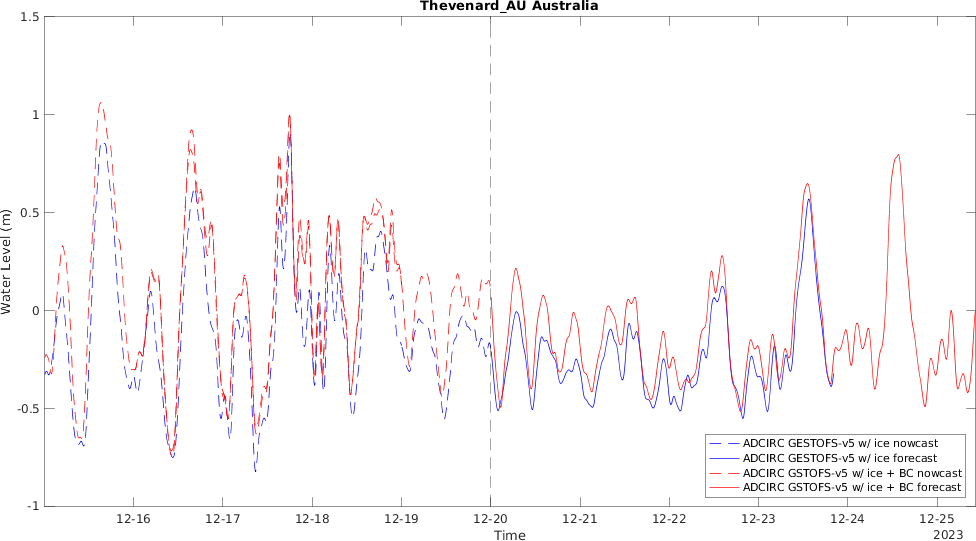 Thevenard_AU Australia
1.5
1
0.5
0
-0.5
-1
Water Level (m)
12-16 12-17 12-18 12-19 12-20 12-21 12-22 12-23 12-24 12-25
Time
2023
ADCIRC GESTOFS-v5 w/ ice nowcast
ADCIRC GESTOFS-v5 w/ ice forecast
ADCIRC GSTOFS-v5 w/ ice + BC nowcast
ADCIRC GSTOFS-v5 w/ ice + BC forecast